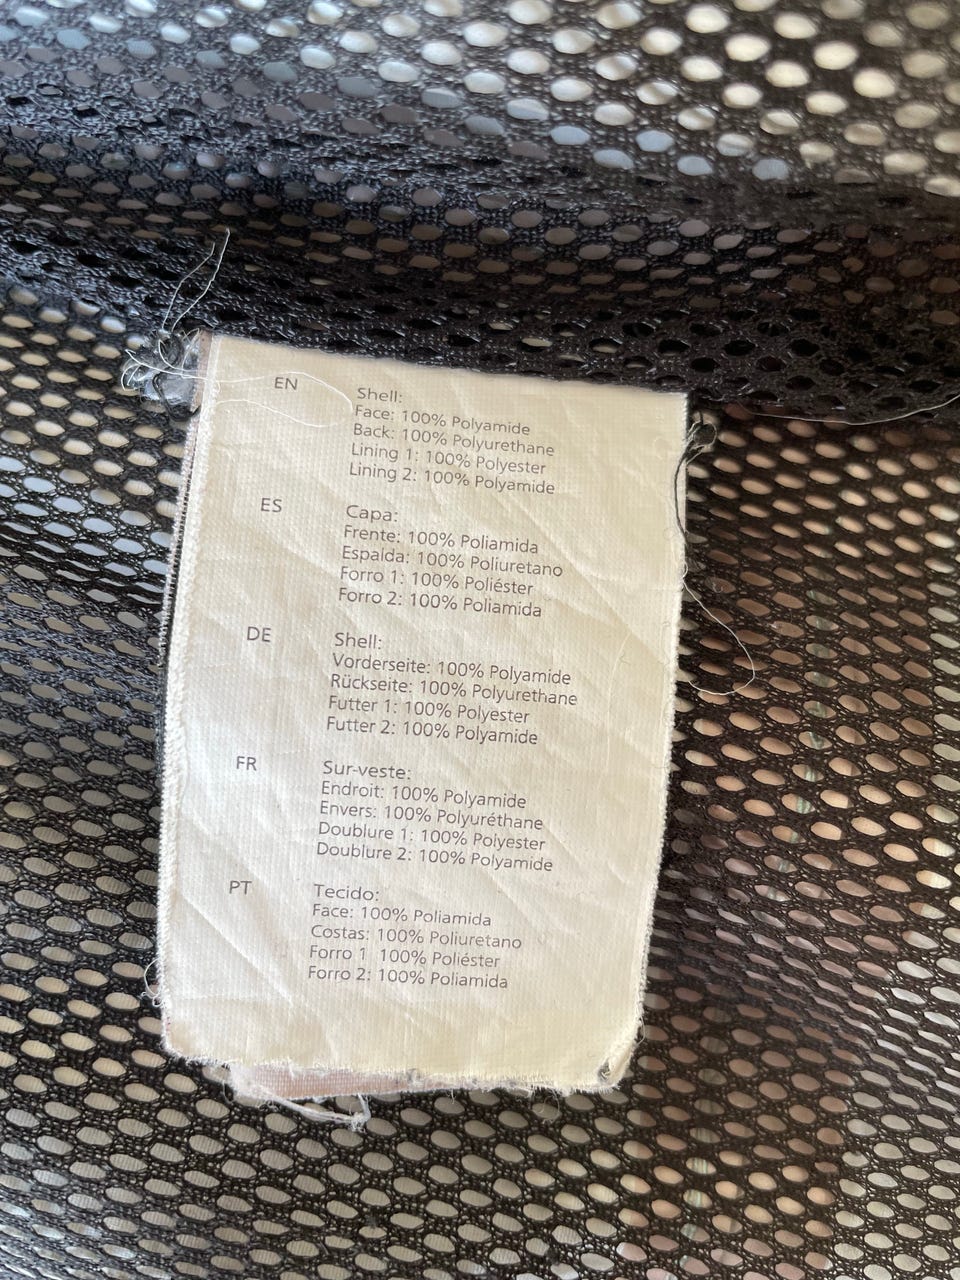 EN
Shell:
Face: 100% Polyamide
Back: 100% Polyurethane
Lining 1: 100% Polyester
Lining 2: 100% Polyamide
ES
Capa:
Frente: 100% Poliamida
Espalda: 100% Poliuretano
Forro 1: 100% Poliéster
Forro 2: 100% Poliamida
DE
Shell:
Vorderseite: 100% Polyamide
Rückseite: 100% Polyurethane
Futter 1: 100% Polyester
Futter 2: 100% Polyamide
FR
Sur-veste:
Endroit: 100% Polyamide
Envers: 100% Polyuréthane
Doublure 1: 100% Polyester
Doublure 2: 100% Polyamide
PT
Tecido:
Face: 100% Poliamida
Costas: 100% Poliuretano
Forro 1 100% Poliéster
Forro 2: 100% Poliamida